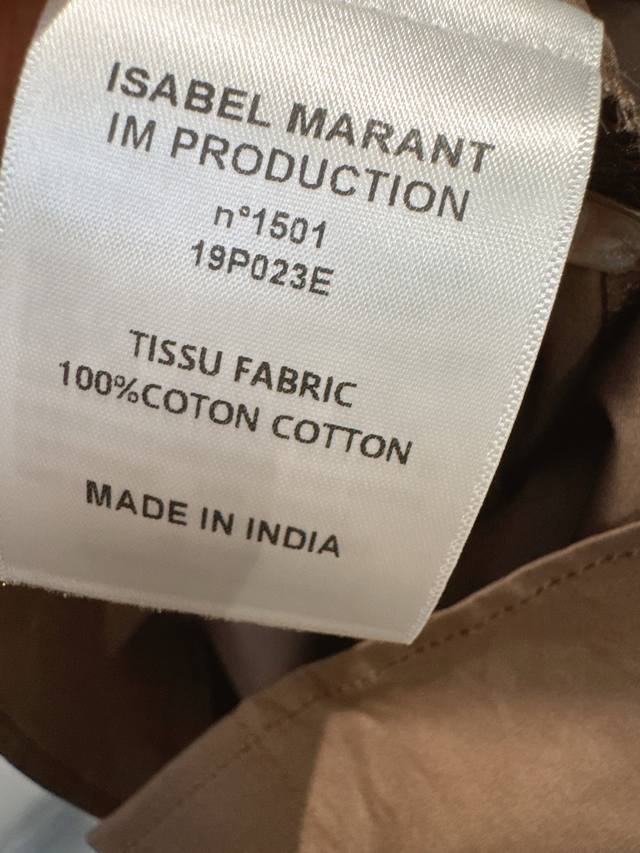 ISABEL MARANT
IM PRODUCTION
n°1501
19P023E
TISSU FABRIC
100%COTON COTTON
MADE IN INDIA